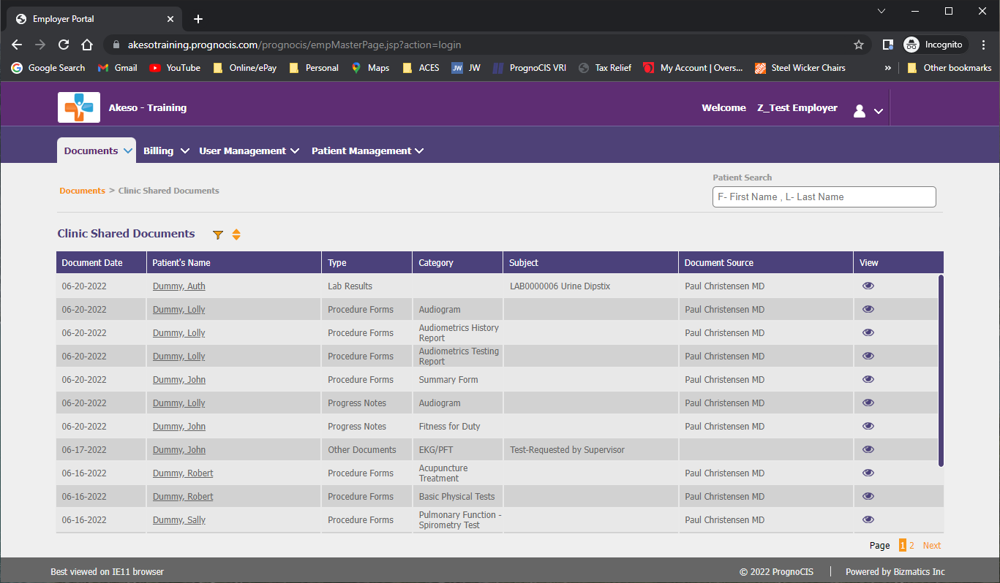 Employer Portal
akesotraining.prognocis.com/prognocis/empMasterPage.jsp?action=login
Incognito
Google Search Gmail YouTube Online/ePay Personal Maps ACES JW JW PrognoCIS VRI Tax Relief My Account | Overs... Steel Wicker Chairs » Other bookmarks
Akeso - Training
Welcome Z_Test Employer
Documents Billing User Management Patient Management
Patient Search
Documents > Clinic Shared Documents
F- First Name , L- Last Name
Clinic Shared Documents
Document Date Patient's Name Type Category Subject Document Source View
06-20-2022 Dummy, Auth Lab Results LAB0000006 Urine Dipstix Paul Christensen MD
06-20-2022 Dummy, Lolly Procedure Forms Audiogram Paul Christensen MD
06-20-2022 Dummy, Lolly Procedure Forms Audiometrics History Report Paul Christensen MD
06-20-2022 Dummy, Lolly Procedure Forms Audiometrics Testing Report Paul Christensen MD
06-20-2022 Dummy, John Procedure Forms Summary Form Paul Christensen MD
06-20-2022 Dummy, Lolly Progress Notes Audiogram Paul Christensen MD
06-20-2022 Dummy, John Progress Notes Fitness for Duty Paul Christensen MD
06-17-2022 Dummy, John Other Documents EKG/PFT Test-Requested by Supervisor
06-16-2022 Dummy, Robert Procedure Forms Acupuncture Treatment Paul Christensen MD
06-16-2022 Dummy, Robert Procedure Forms Basic Physical Tests Paul Christensen MD
06-16-2022 Dummy, Sally Procedure Forms Pulmonary Function - Spirometry Test Paul Christensen MD
Page 1 2 Next
Best viewed on IE11 browser
© 2022 PrognoCIS | Powered by Bizmatics Inc